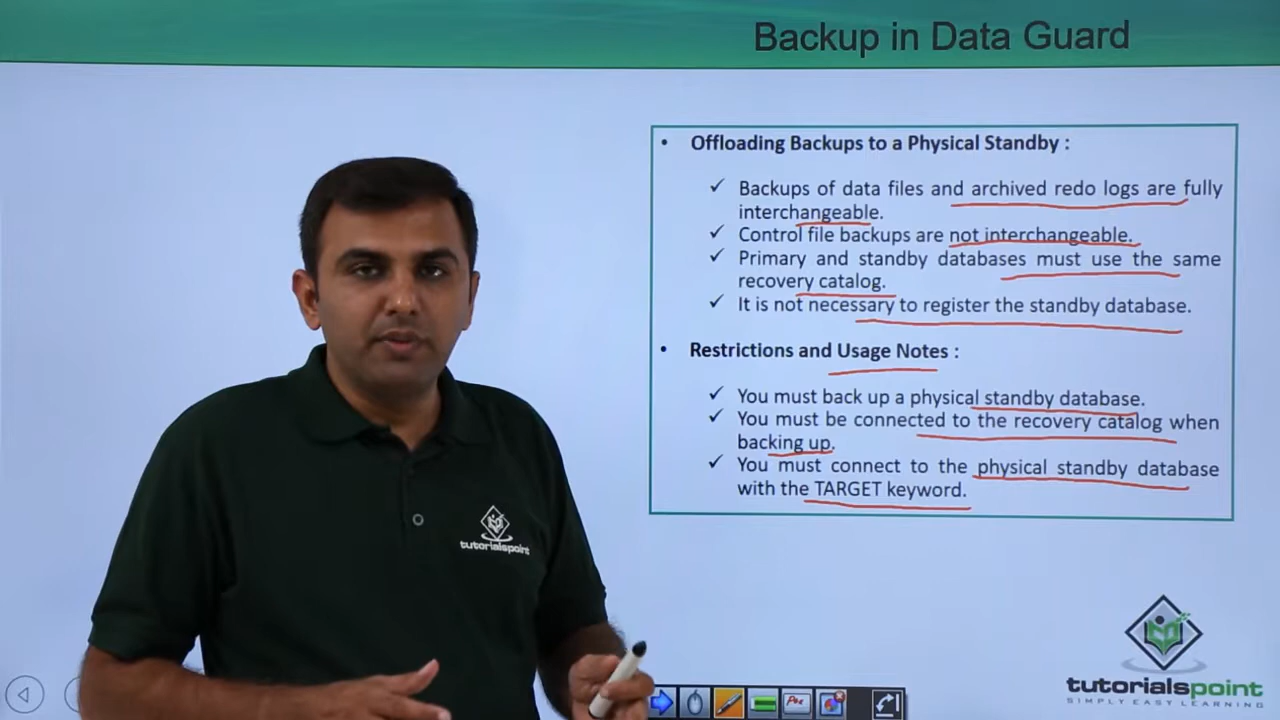 Backup in Data Guard
• Offloading Backups to a Physical Standby :
✓ Backups of data files and archived redo logs are fully
interchangeable.
✓ Control file backups are not interchangeable.
✓ Primary and standby databases must use the same
recovery catalog.
✓ It is not necessary to register the standby database.
• Restrictions and Usage Notes :
✓ You must back up a physical standby database.
✓ You must be connected to the recovery catalog when
backing up.
✓ You must connect to the physical standby database
with the TARGET keyword.
tutorialspoint
tutorialspoint
SIMPLY EASY LEARNING